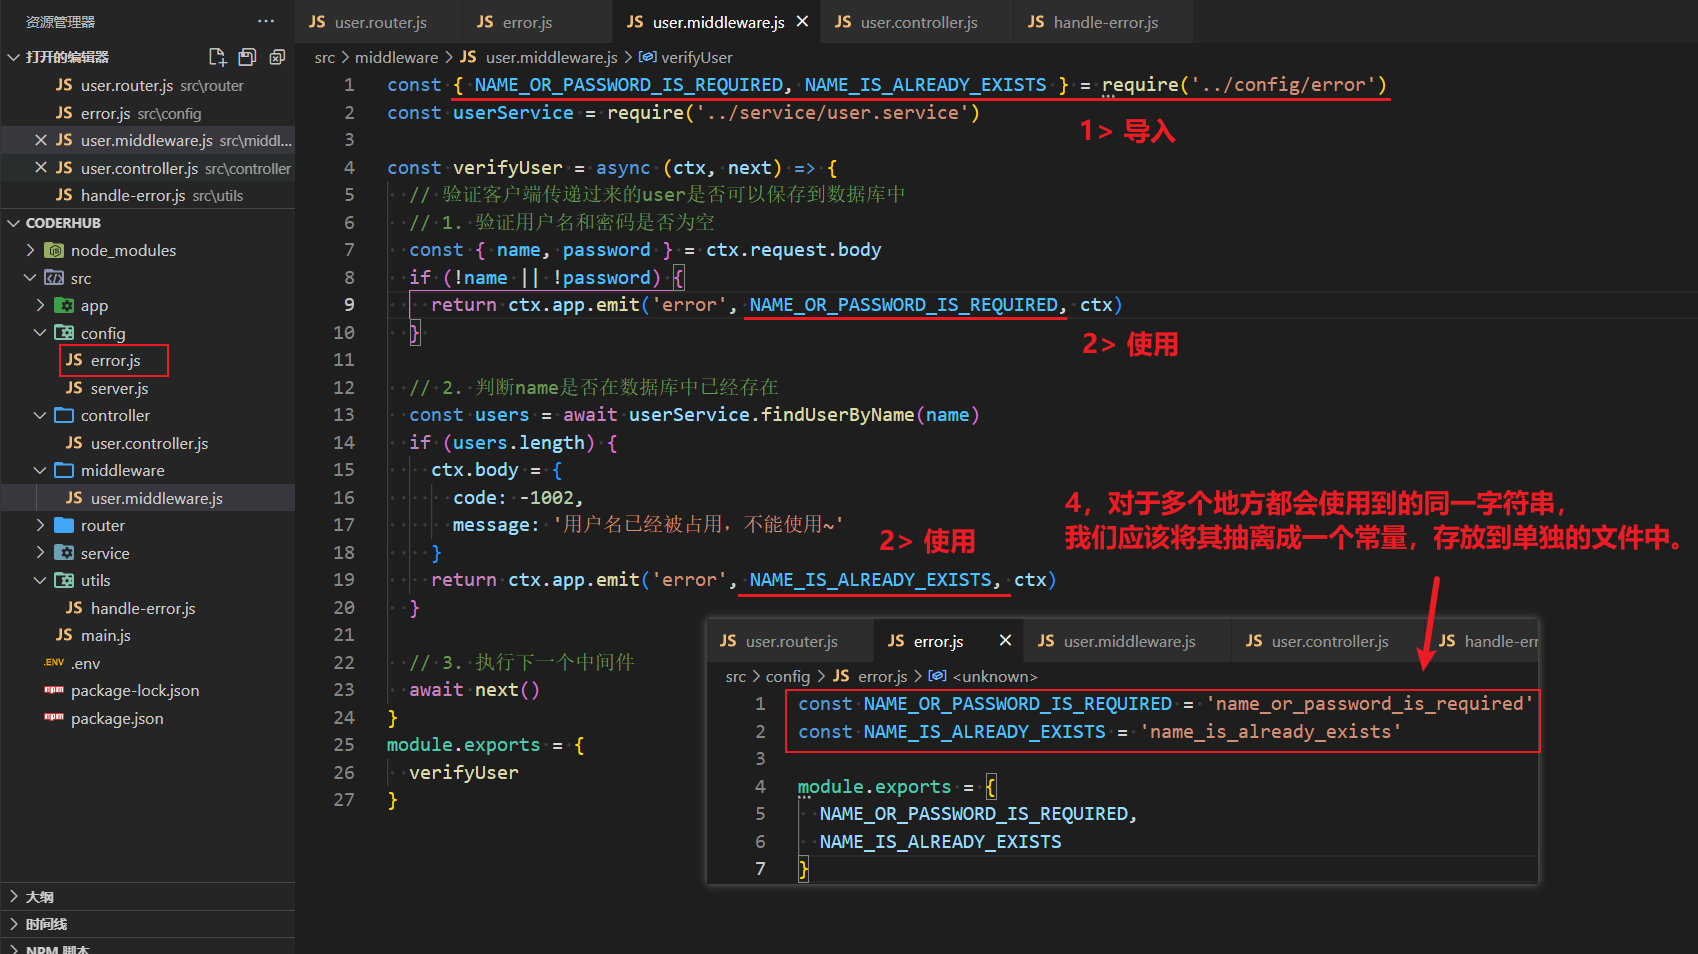 资源管理器
打开的编辑器
JS user.router.js src\router
JS error.js src\config
JS user.middleware.js src\middl...
JS user.controller.js src\controller
JS handle-error.js src\utils
CODERHUB
node_modules
src
app
config
JS error.js
JS server.js
controller
JS user.controller.js
middleware
JS user.middleware.js
router
service
utils
JS handle-error.js
JS main.js
.ENV .env
npm package-lock.json
npm package.json
大纲
时间线
NPM 脚本
JS user.router.js JS error.js JS user.middleware.js JS user.controller.js JS handle-error.js
src > middleware > JS user.middleware.js > verifyUser
1 const { NAME_OR_PASSWORD_IS_REQUIRED, NAME_IS_ALREADY_EXISTS } = require('../config/error')
2 const userService = require('../service/user.service')
1> 导入
3
4 const verifyUser = async (ctx, next) => {
5 // 验证客户端传递过来的user是否可以保存到数据库中
6 // 1. 验证用户名和密码是否为空
7 const { name, password } = ctx.request.body
8 if (!name || !password) {
9 return ctx.app.emit('error', NAME_OR_PASSWORD_IS_REQUIRED, ctx)
10 }
2> 使用
11
12 // 2. 判断name是否在数据库中已经存在
13 const users = await userService.findUserByName(name)
14 if (users.length) {
15 ctx.body = {
16 code: -1002,
17 message: '用户名已经被占用，不能使用~'
18 }
2> 使用
19 return ctx.app.emit('error', NAME_IS_ALREADY_EXISTS, ctx)
20 }
21
22 // 3. 执行下一个中间件
23 await next()
24 }
25 module.exports = {
26 verifyUser
27 }
4，对于多个地方都会使用到的同一字符串，
我们应该将其抽离成一个常量，存放到单独的文件中。
JS user.router.js JS error.js JS user.middleware.js JS user.controller.js JS handle-err
src > config > JS error.js > <unknown>
1 const NAME_OR_PASSWORD_IS_REQUIRED = 'name_or_password_is_required'
2 const NAME_IS_ALREADY_EXISTS = 'name_is_already_exists'
3
4 module.exports = {
5 NAME_OR_PASSWORD_IS_REQUIRED,
6 NAME_IS_ALREADY_EXISTS
7 }